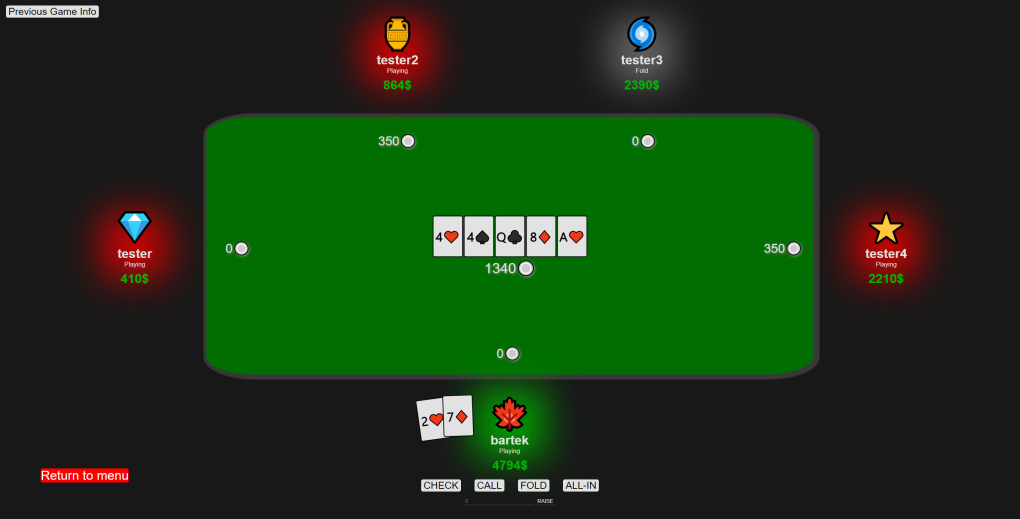 Previous Game Info
tester2
Playing
864$
tester3
Fold
2390$
350
0
tester
Playing
410$
0
4 4 Q 8 A
1340
350
tester4
Playing
2210$
0
2 7
bartek
Playing
4794$
Return to menu
CHECK CALL FOLD ALL-IN
0 RAISE